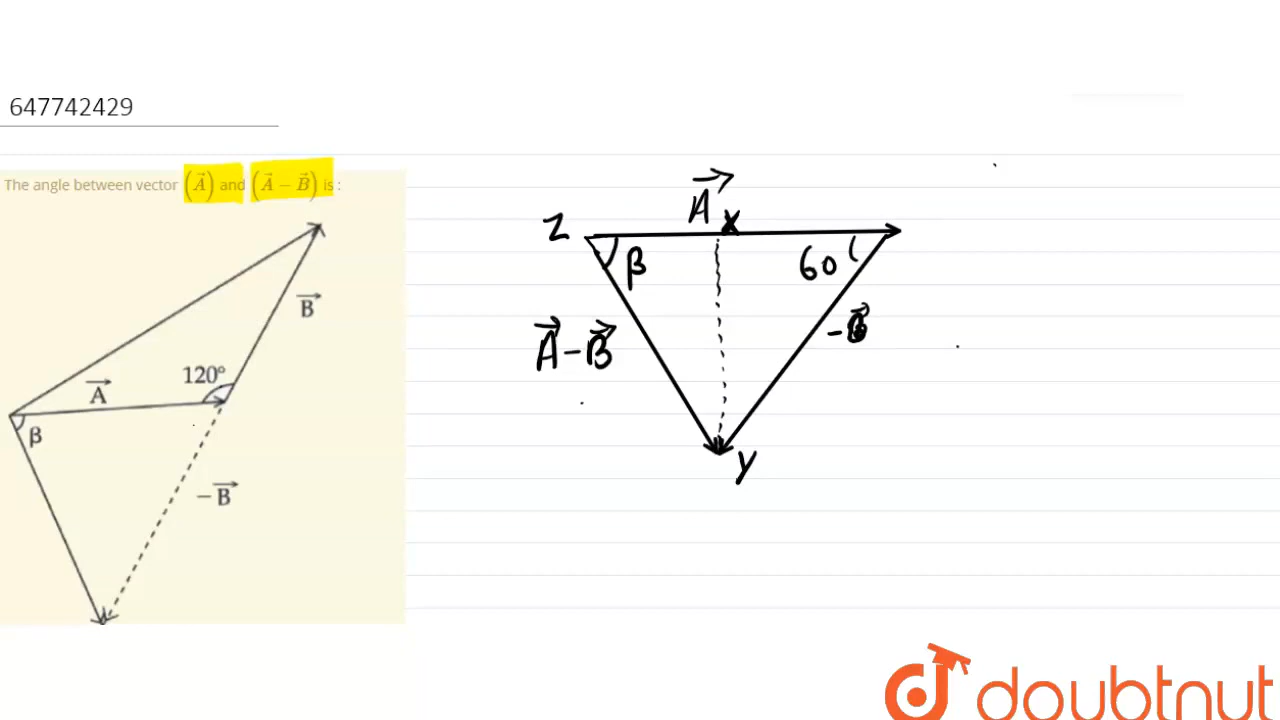 647742429
The angle between vector (A⃗) and (A⃗ − B⃗) is :
B⃗
120°
A⃗
β
−B⃗
A⃗
X
Z
β
60
A⃗−B⃗
−B⃗
Y
doubtnut